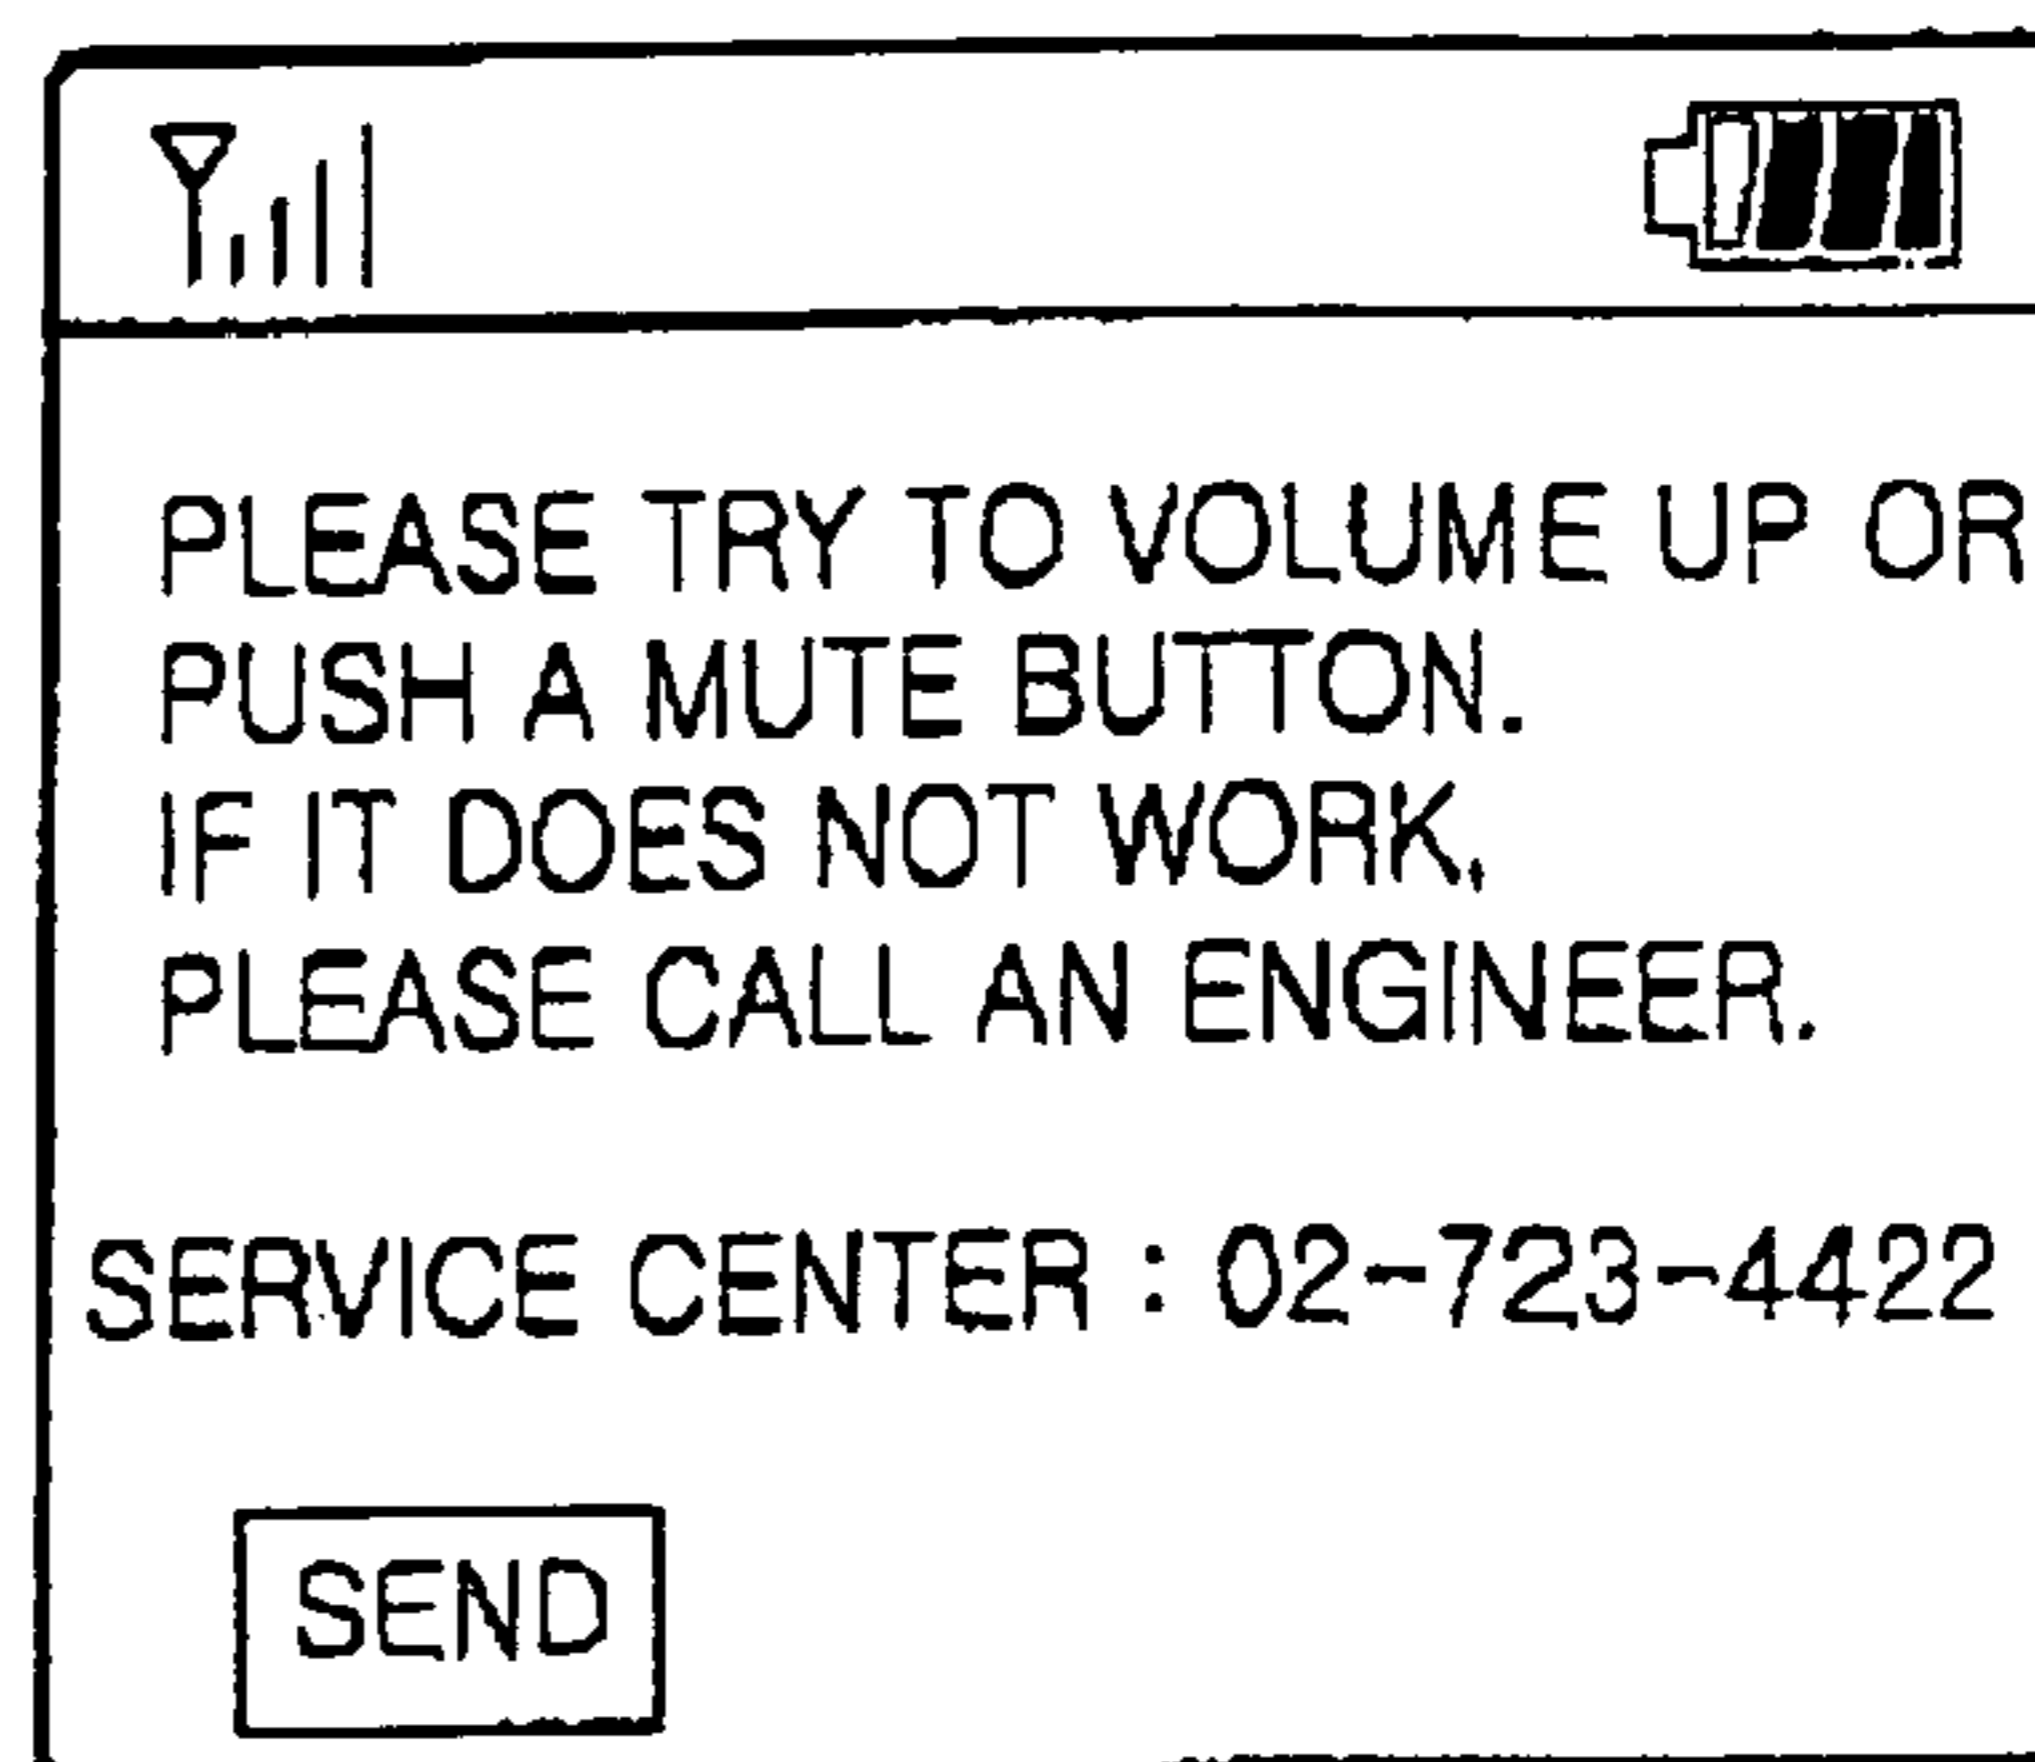 PLEASE TRY TO VOLUME UP OR
PUSH A MUTE BUTTON.
IF IT DOES NOT WORK,
PLEASE CALL AN ENGINEER.
SERVICE CENTER : 02-723-4422
SEND